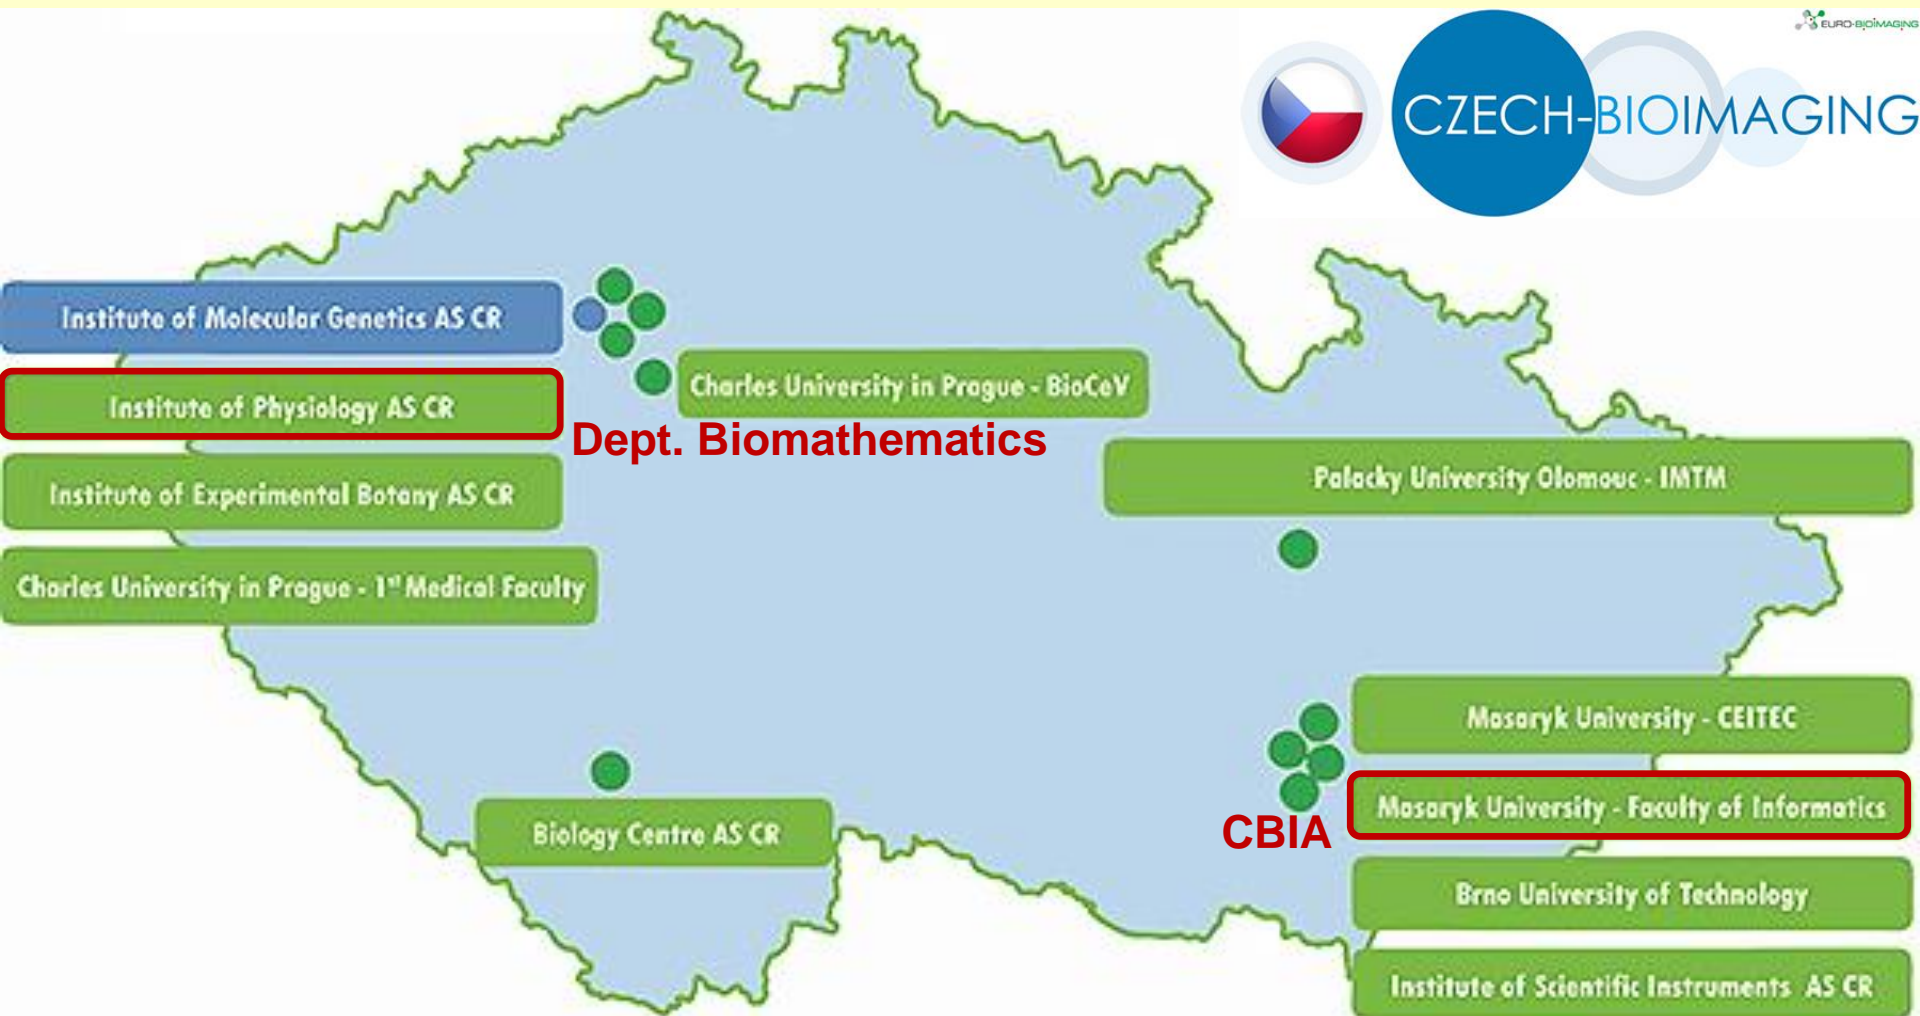 EURO-BIOIMAGING
CZECH-BIOIMAGING
Institute of Molecular Genetics AS CR
Institute of Physiology AS CR
Charles University in Prague - BioCeV
Dept. Biomathematics
Institute of Experimental Botany AS CR
Palacky University Olomouc - IMTM
Charles University in Prague - 1st Medical Faculty
Masaryk University - CEITEC
Masaryk University - Faculty of Informatics
CBIA
Biology Centre AS CR
Brno University of Technology
Institute of Scientific Instruments AS CR